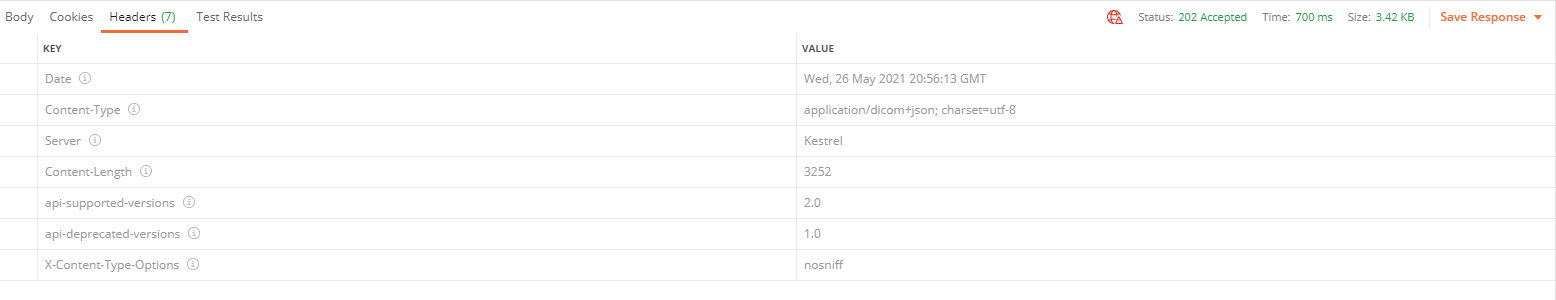 Body Cookies Headers (7) Test Results Status: 202 Accepted Time: 700 ms Size: 3.42 KB Save Response
KEY VALUE
Date Wed, 26 May 2021 20:56:13 GMT
Content-Type application/dicom+json; charset=utf-8
Server Kestrel
Content-Length 3252
api-supported-versions 2.0
api-deprecated-versions 1.0
X-Content-Type-Options nosniff